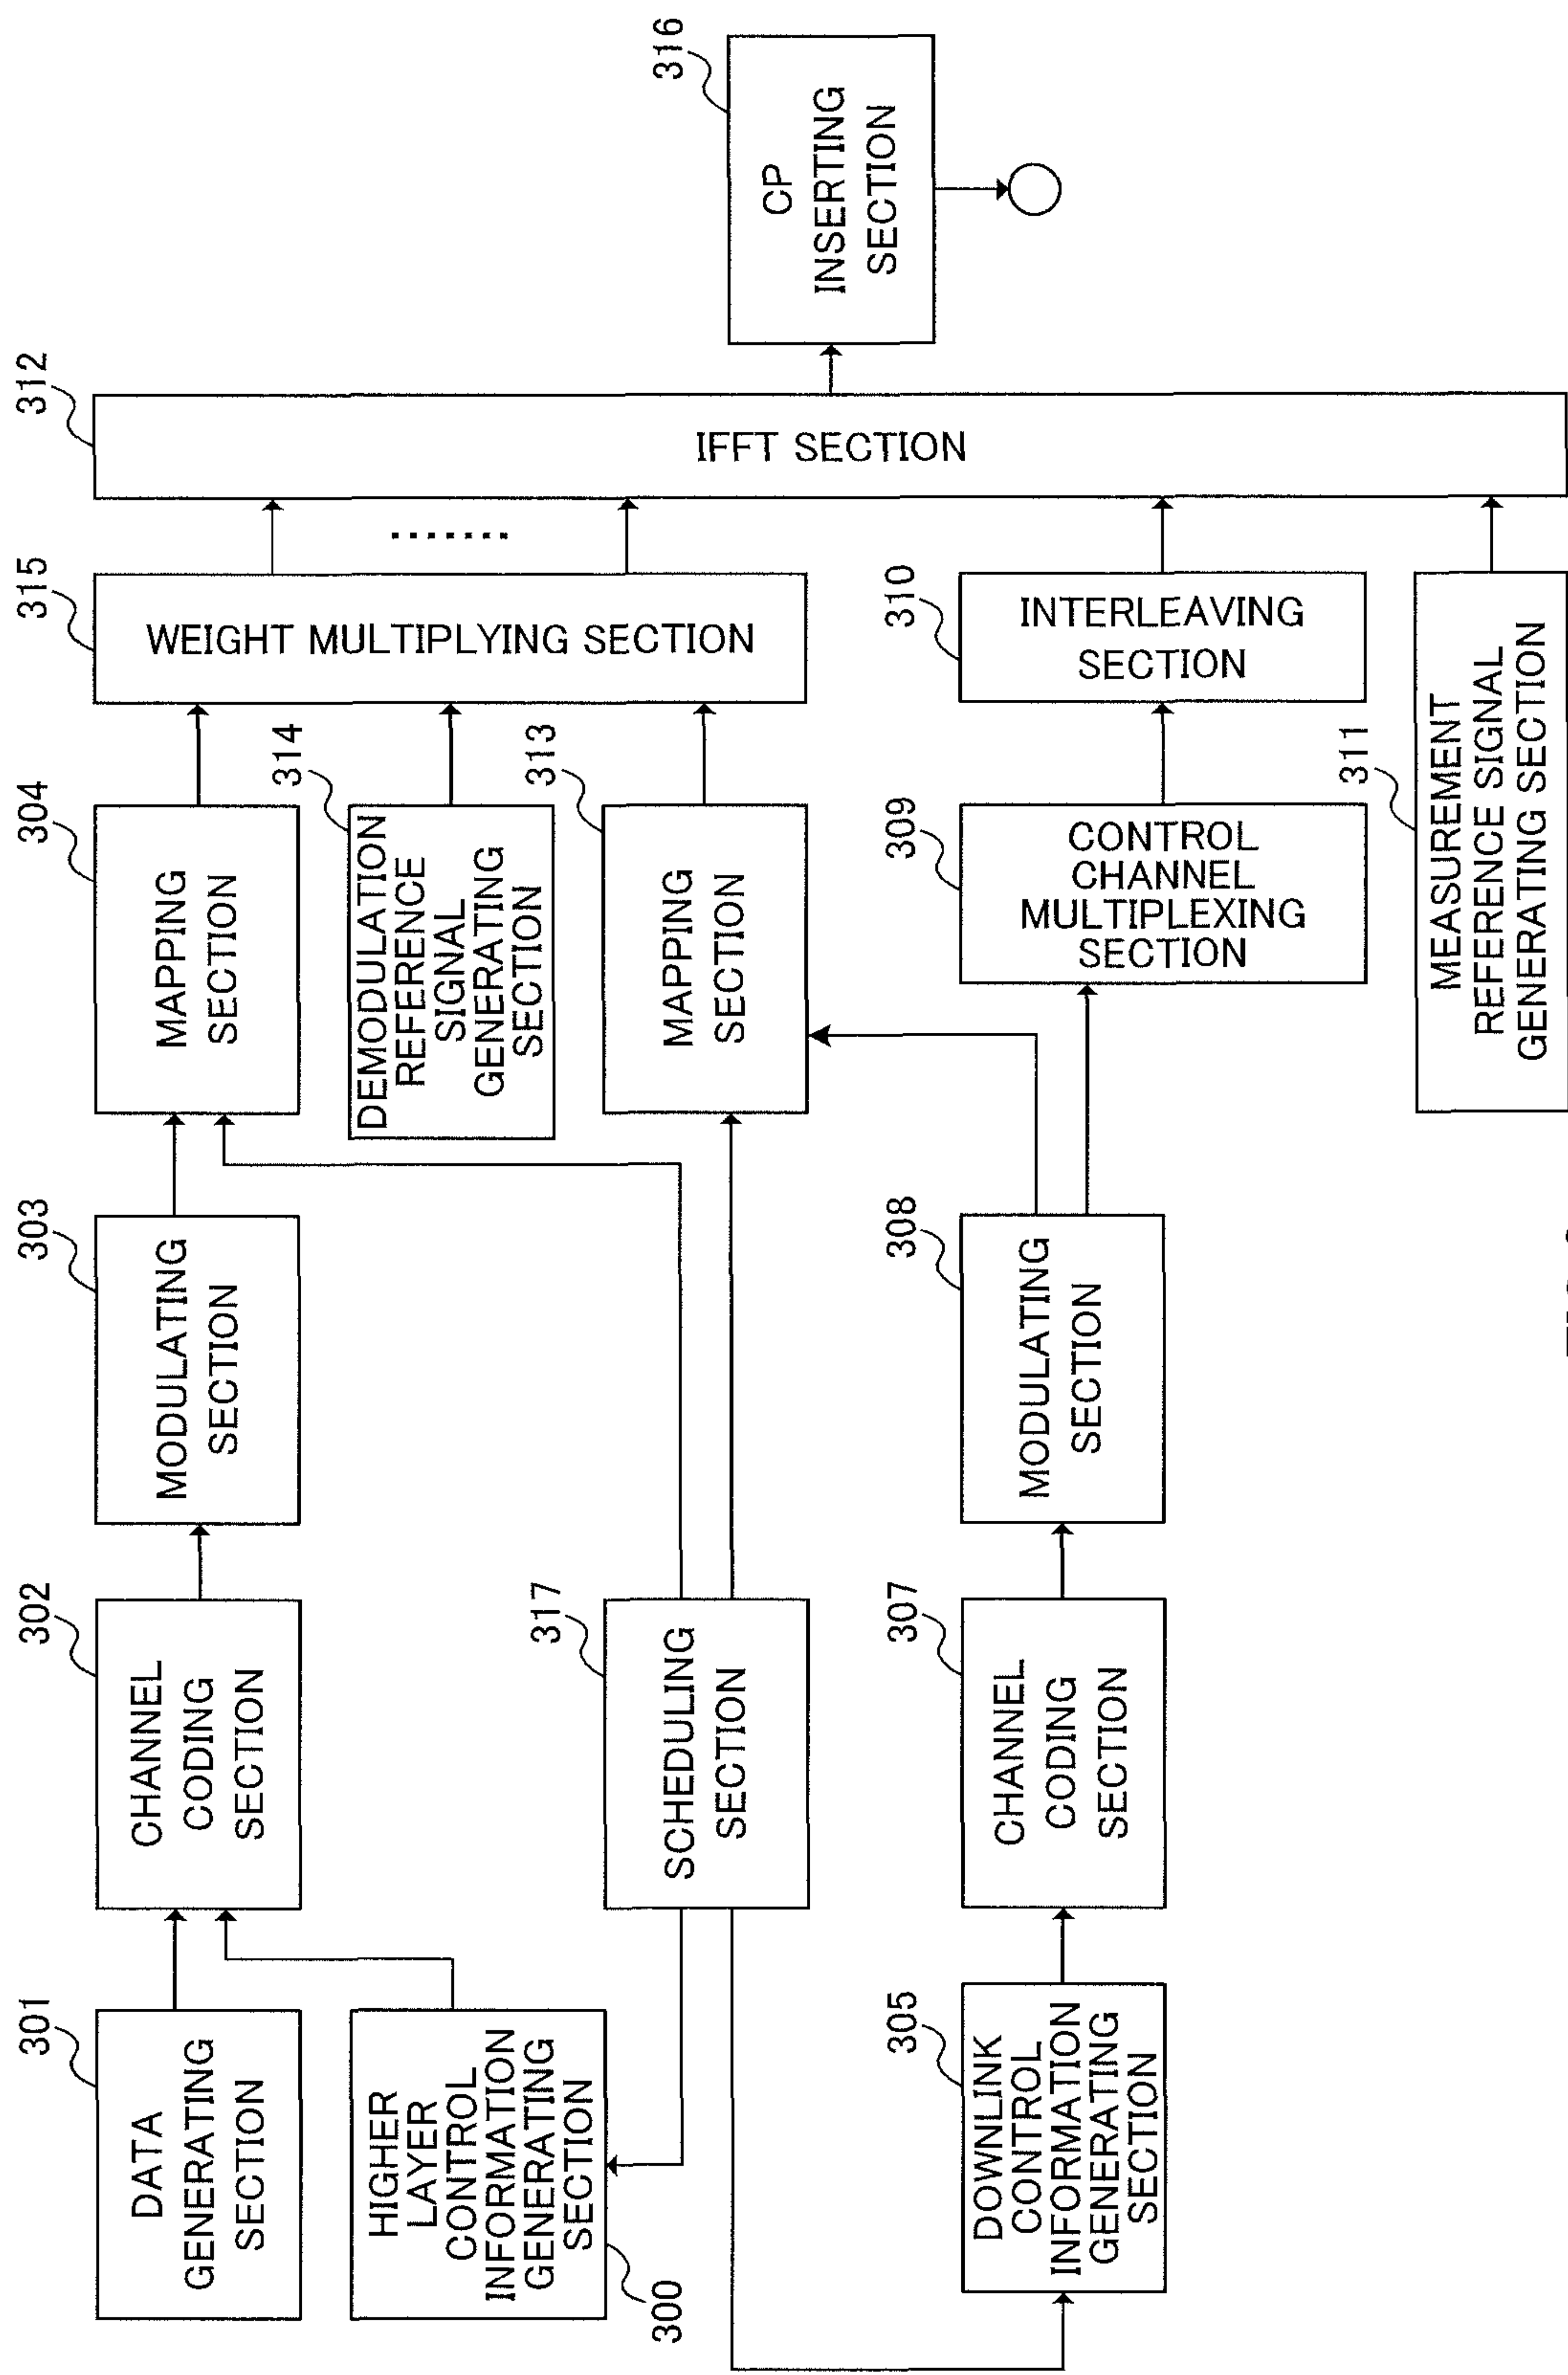 301
DATA
GENERATING
SECTION
302
CHANNEL
CODING
SECTION
303
MODULATING
SECTION
304
MAPPING
SECTION
315
WEIGHT MULTIPLYING SECTION
312
IFFT SECTION
316
CP
INSERTING
SECTION
300
HIGHER
LAYER
CONTROL
INFORMATION
GENERATING
SECTION
314
DEMODULATION
REFERENCE
SIGNAL
GENERATING
SECTION
317
SCHEDULING
SECTION
313
MAPPING
SECTION
305
DOWNLINK
CONTROL
INFORMATION
GENERATING
SECTION
307
CHANNEL
CODING
SECTION
308
MODULATING
SECTION
309
CONTROL
CHANNEL
MULTIPLEXING
SECTION
310
INTERLEAVING
SECTION
311
MEASUREMENT
REFERENCE SIGNAL
GENERATING SECTION